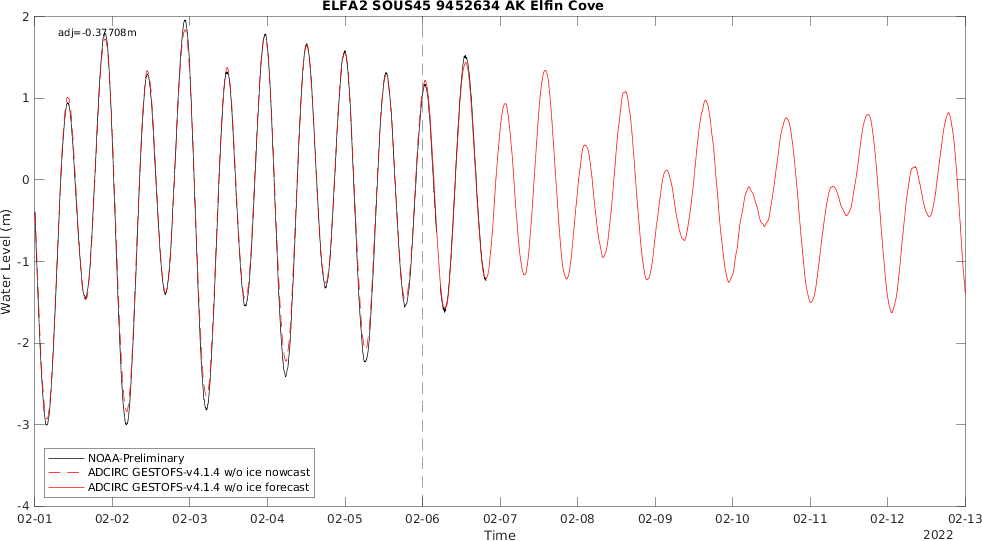 ELFA2 SOUS45 9452634 AK Elfin Cove
adj=-0.37708m
2
1
0
-1
-2
-3
-4
Water Level (m)
NOAA-Preliminary
ADCIRC GESTOFS-v4.1.4 w/o ice nowcast
ADCIRC GESTOFS-v4.1.4 w/o ice forecast
02-01 02-02 02-03 02-04 02-05 02-06 02-07 02-08 02-09 02-10 02-11 02-12 02-13
Time
2022